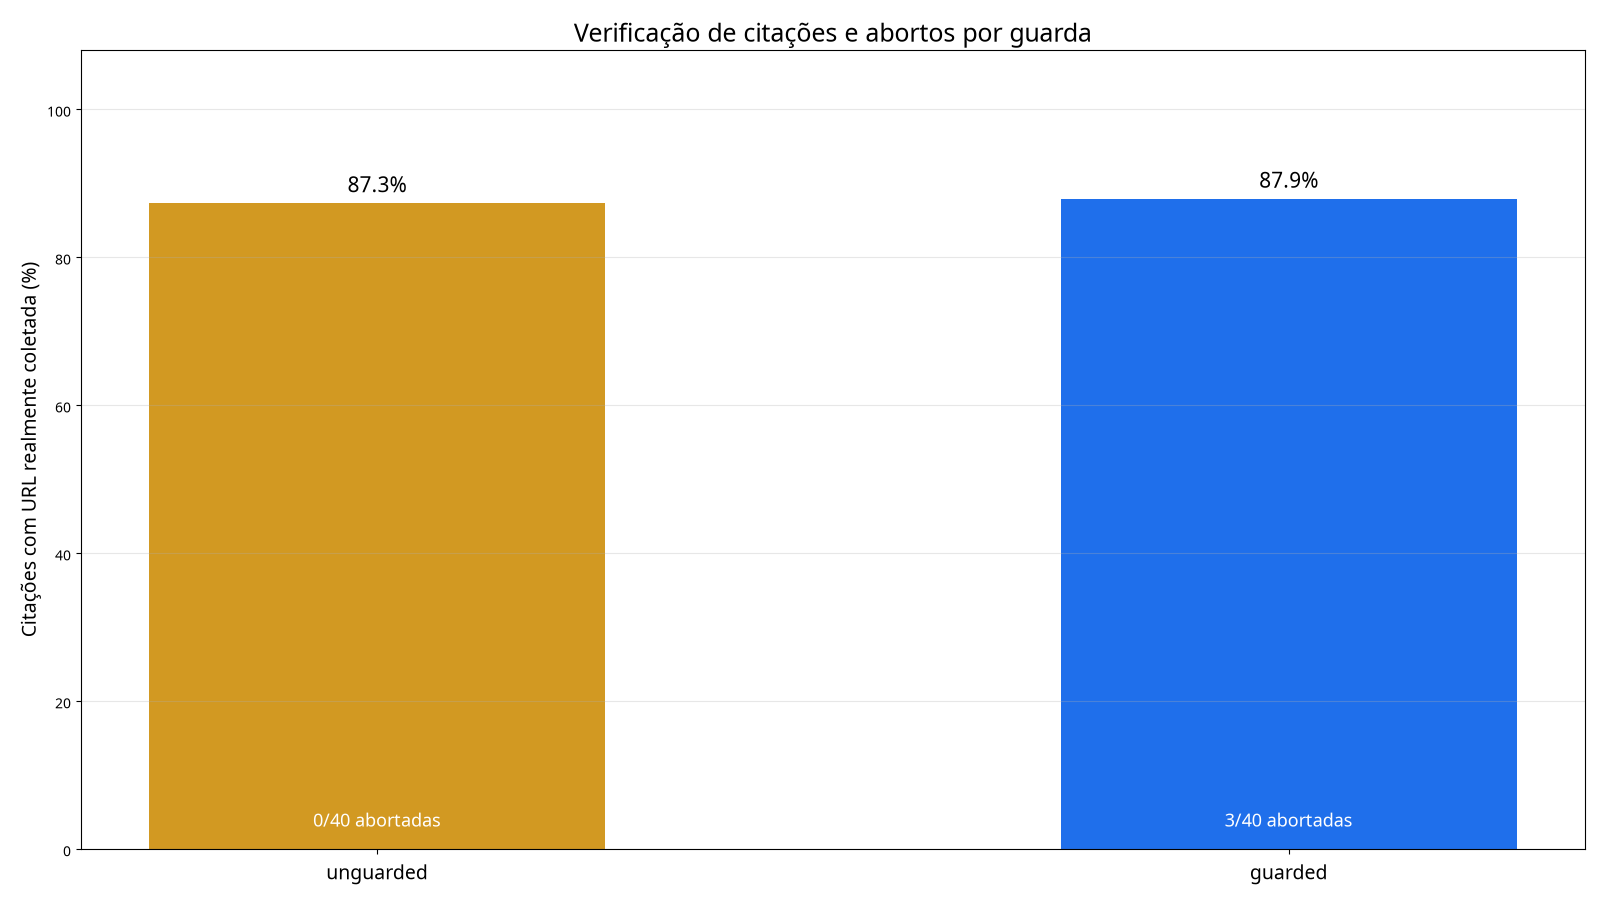 Verificação de citações e abortos por guarda
Citações com URL realmente coletada (%)
100
80
60
40
20
0
87.3%
87.9%
0/40 abortadas
3/40 abortadas
unguarded
guarded